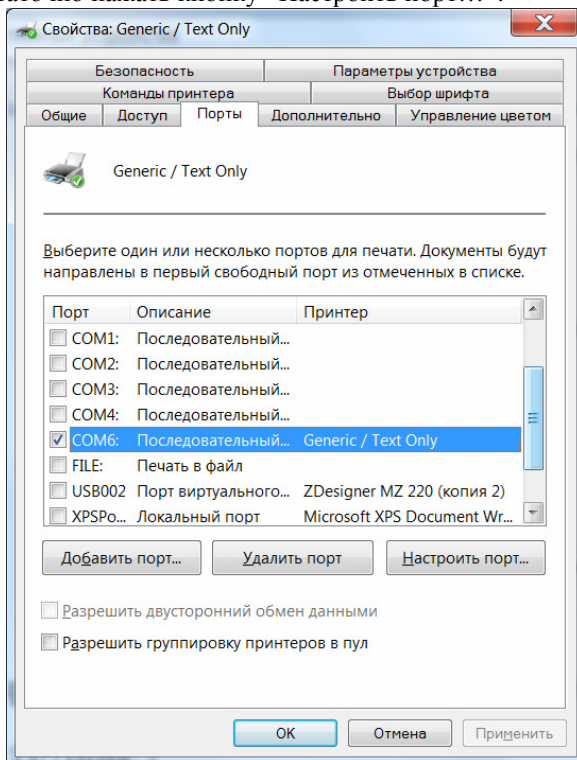 нажать кнопку "Настроить порт…".
Свойства: Generic / Text Only
Безопасность Параметры устройства
Команды принтера Выбор шрифта
Общие Доступ Порты Дополнительно Управление цветом
Generic / Text Only
Выберите один или несколько портов для печати. Документы будут
направлены в первый свободный порт из отмеченных в списке.
Порт Описание Принтер
COM1: Последовательный...
COM2: Последовательный...
COM3: Последовательный...
COM4: Последовательный...
COM6: Последовательный... Generic / Text Only
FILE: Печать в файл
USB002 Порт виртуального... ZDesigner MZ 220 (копия 2)
XPSPo... Локальный порт Microsoft XPS Document Wr...
Добавить порт... Удалить порт Настроить порт...
Разрешить двусторонний обмен данными
Разрешить группировку принтеров в пул
OK Отмена Применить